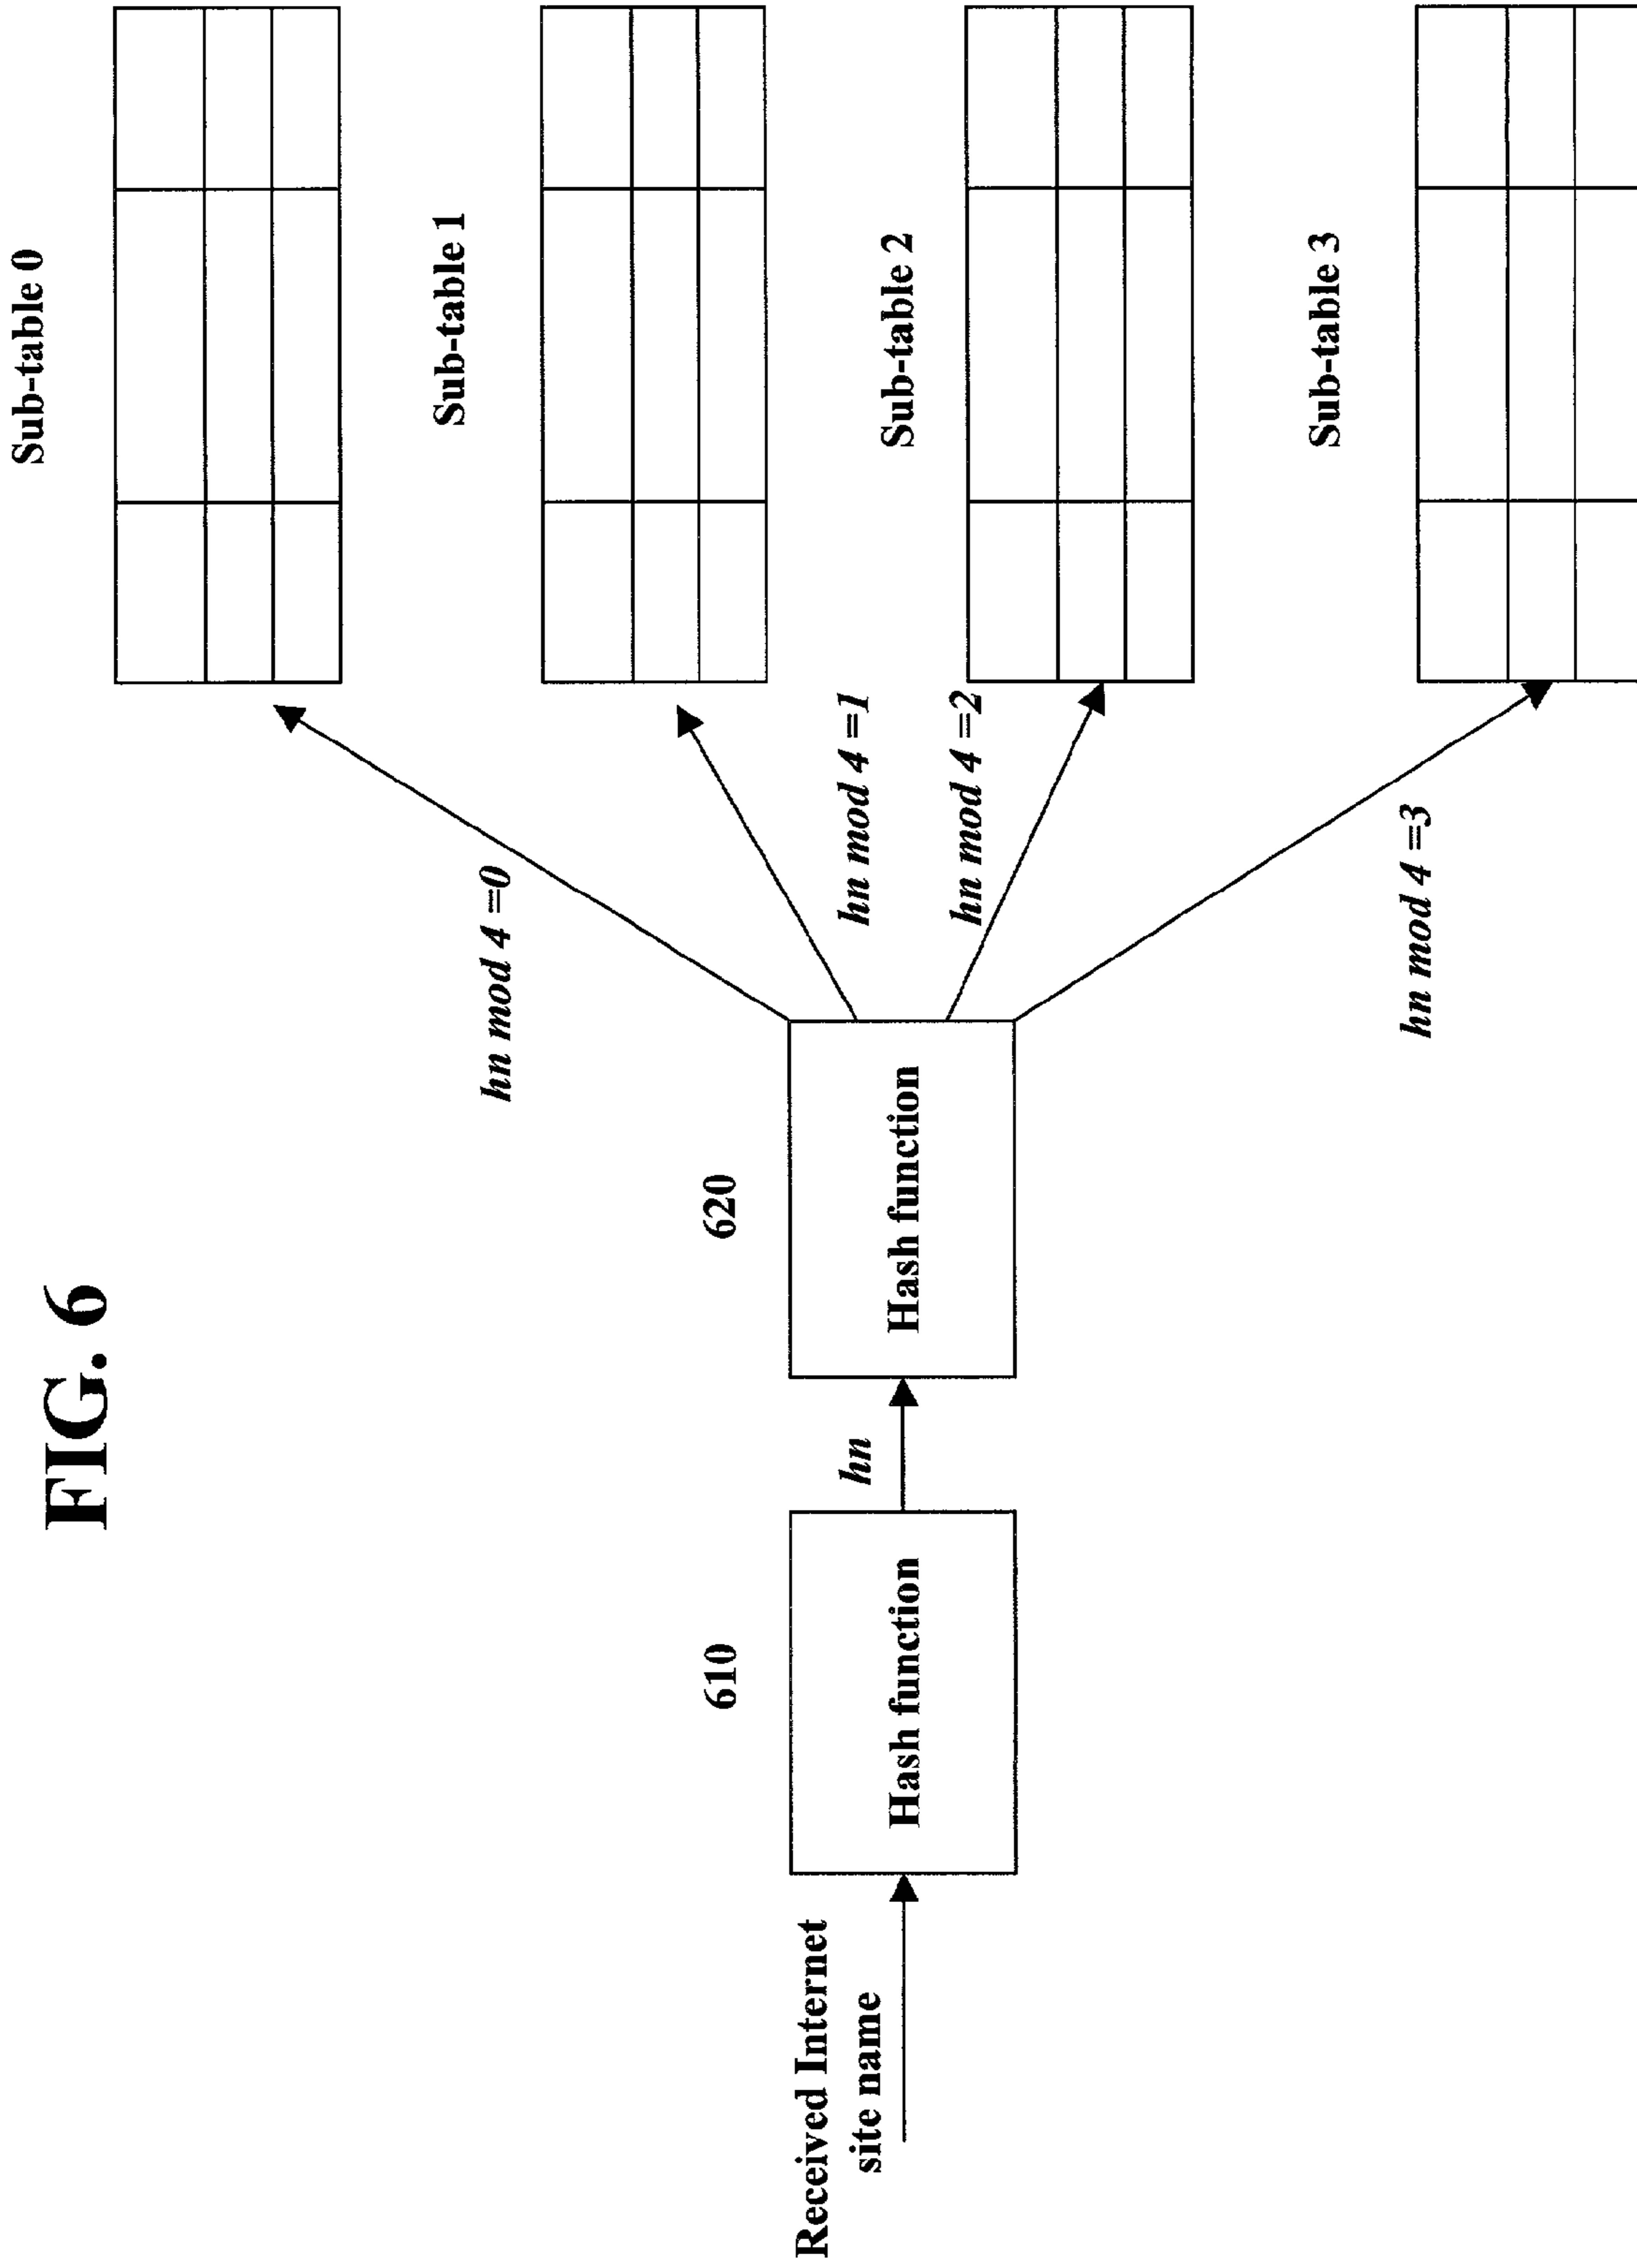 FIG. 6
Received Internet
site name
610
Hash function
hn
620
Hash function
hn mod 4 =0
hn mod 4 =1
hn mod 4 =2
hn mod 4 =3
Sub-table 0
Sub-table 1
Sub-table 2
Sub-table 3